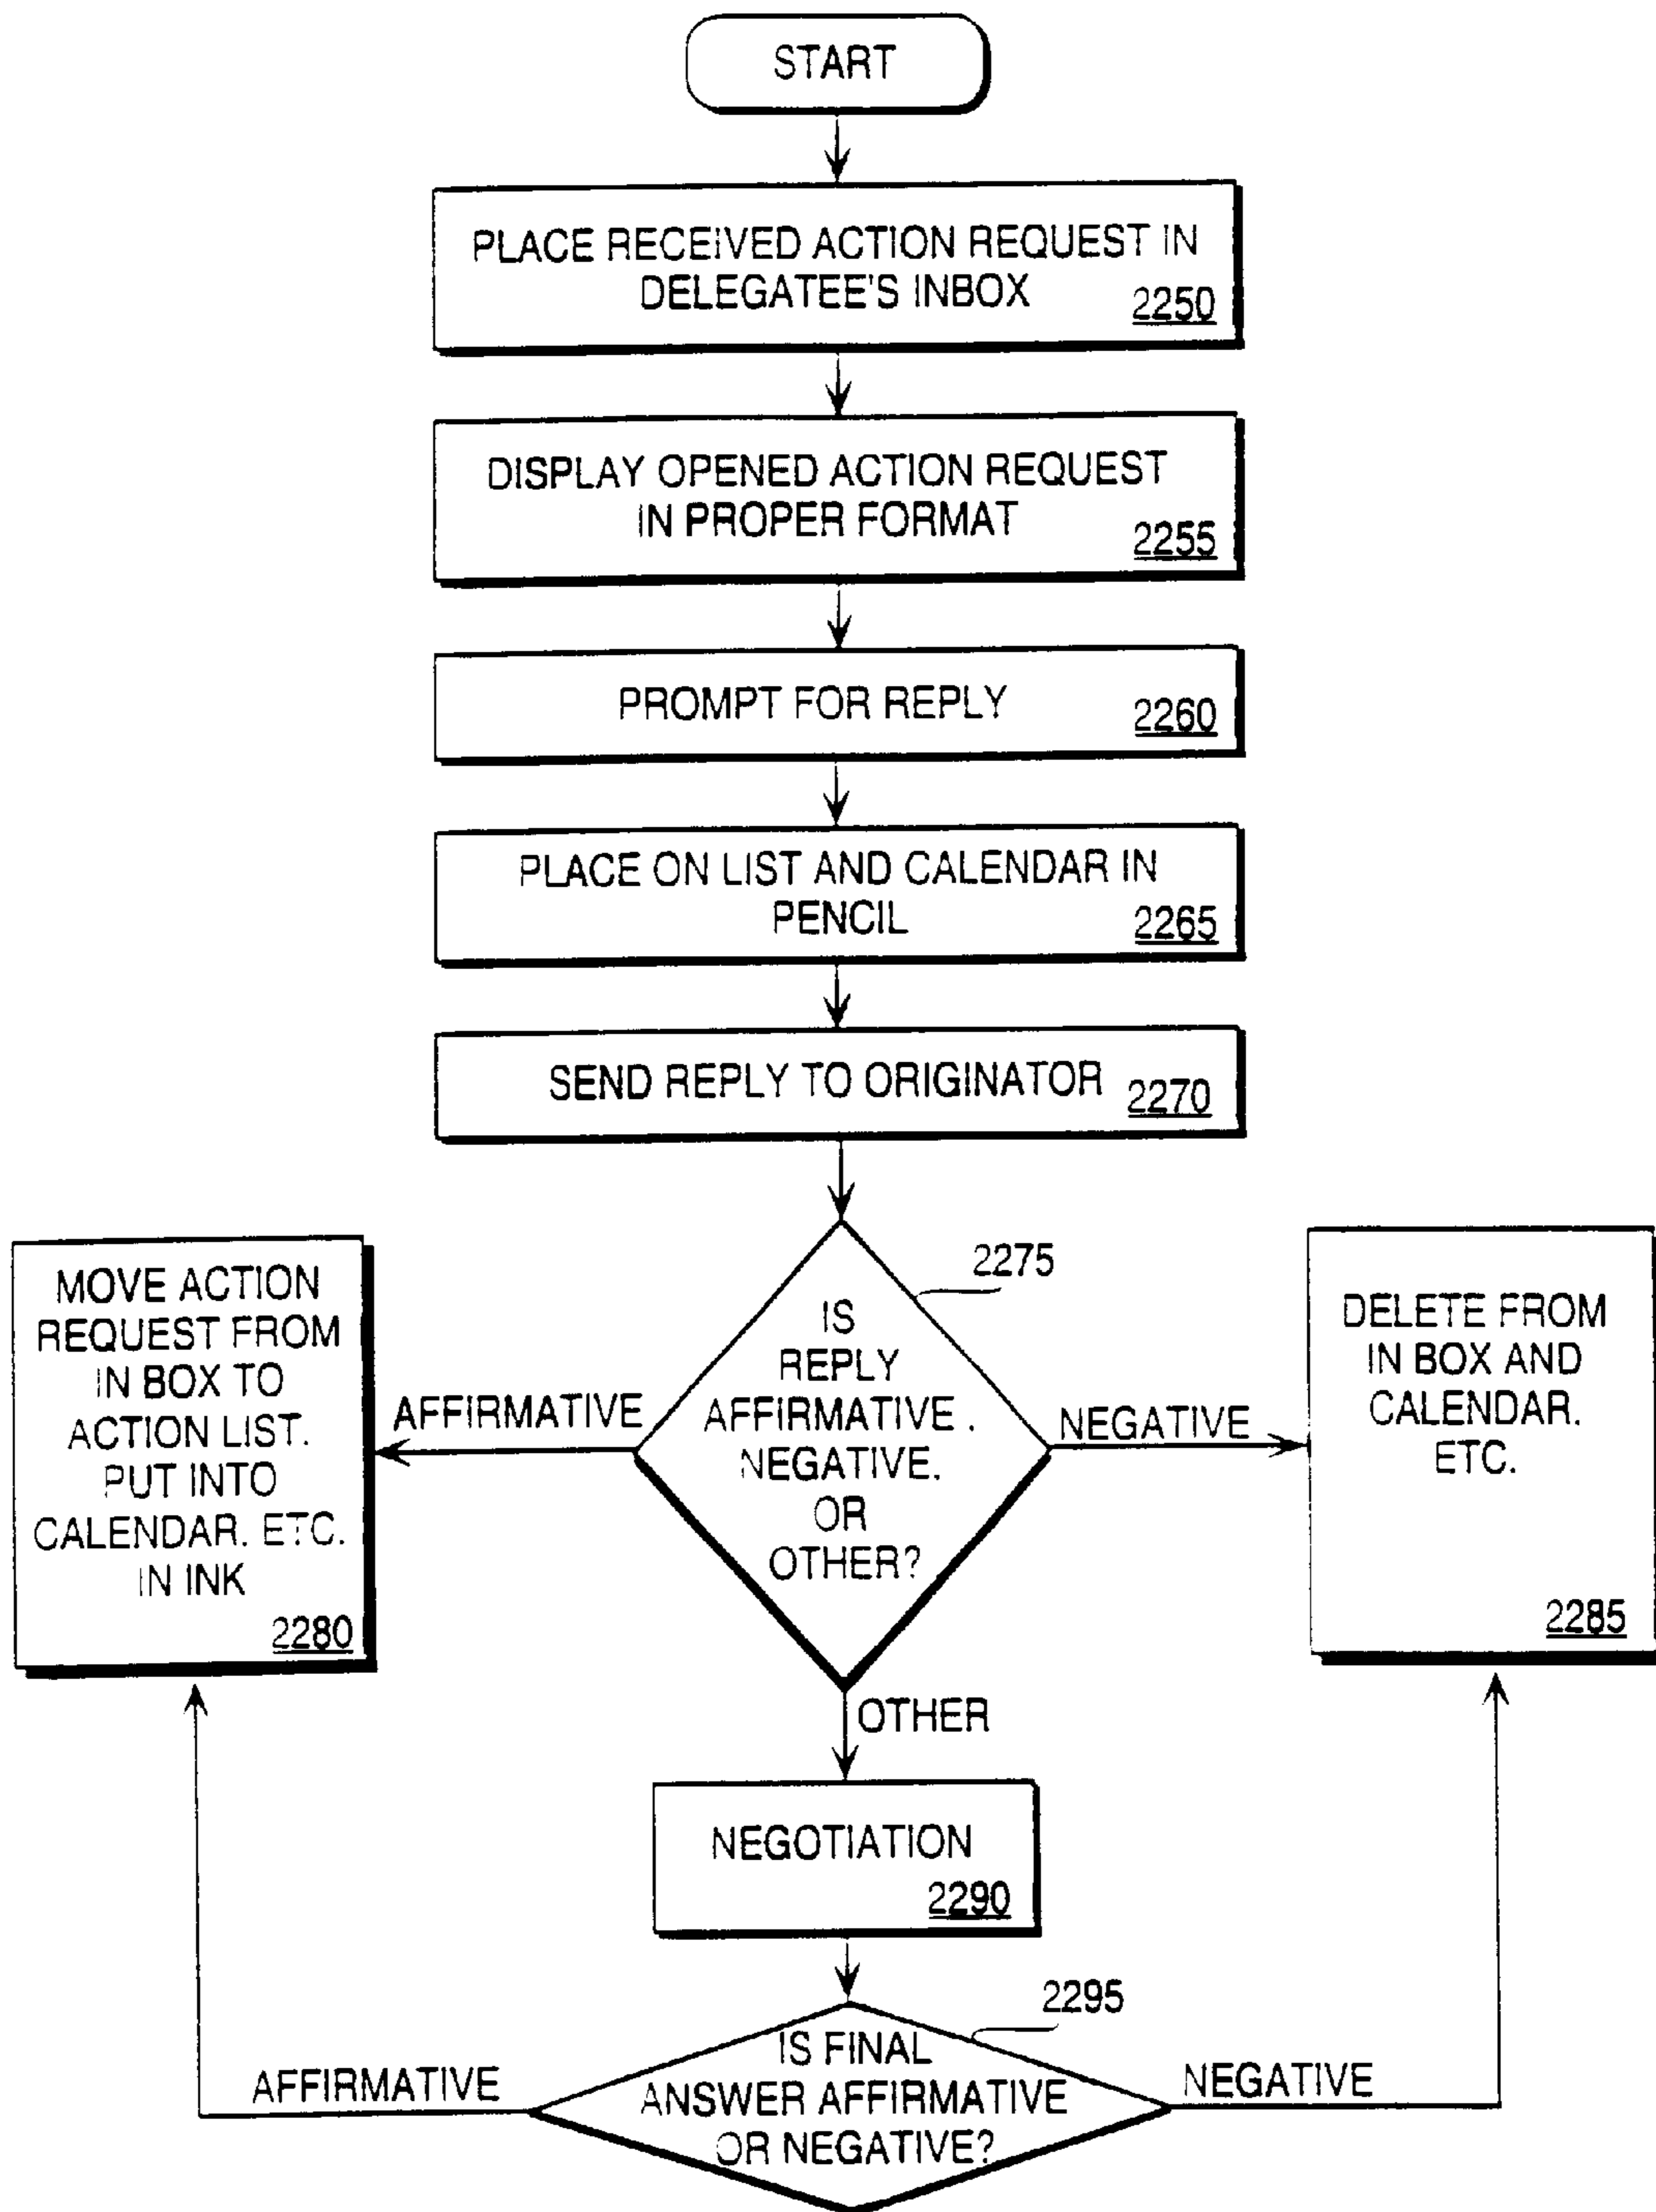 START
PLACE RECEIVED ACTION REQUEST IN
DELEGATEE'S INBOX
2250
DISPLAY OPENED ACTION REQUEST
IN PROPER FORMAT
2255
PROMPT FOR REPLY
2260
PLACE ON LIST AND CALENDAR IN
PENCIL
2265
SEND REPLY TO ORIGINATOR 2270
2275
IS
REPLY
AFFIRMATIVE,
NEGATIVE,
OR
OTHER?
AFFIRMATIVE
MOVE ACTION
REQUEST FROM
IN BOX TO
ACTION LIST.
PUT INTO
CALENDAR. ETC.
IN INK
2280
NEGATIVE
DELETE FROM
IN BOX AND
CALENDAR.
ETC.
2285
OTHER
NEGOTIATION
2290
2295
IS FINAL
ANSWER AFFIRMATIVE
OR NEGATIVE?
AFFIRMATIVE
NEGATIVE